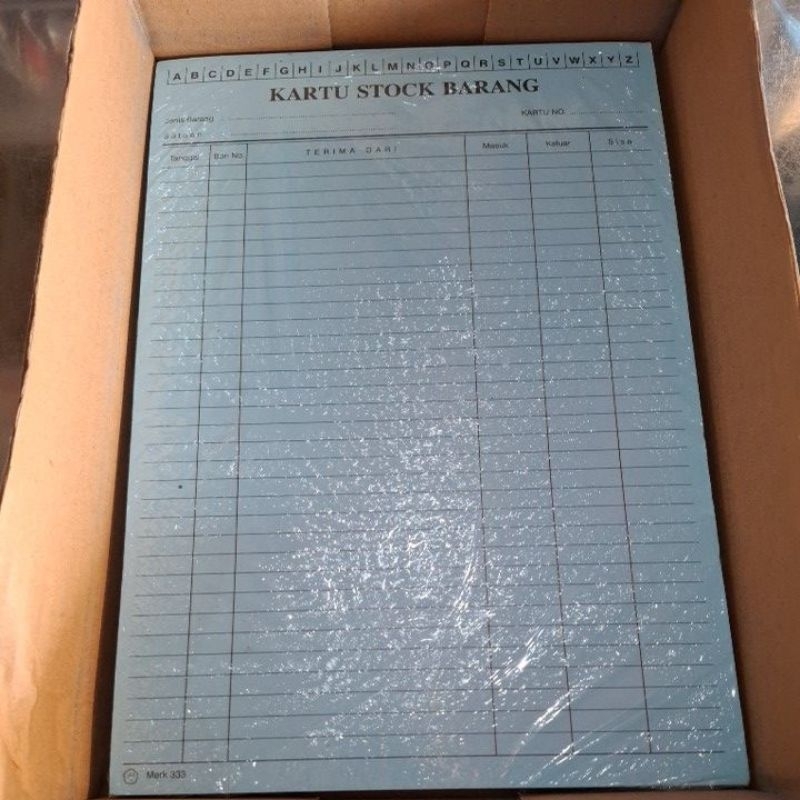 A B C D E F G H I J K L M N O P Q R S T U V W X Y Z
KARTU STOCK BARANG
Jenis Barang KARTU NO.
Satuan
Tanggal Bon No. TERIMA DARI Masuk Keluar Sisa
Merk 333